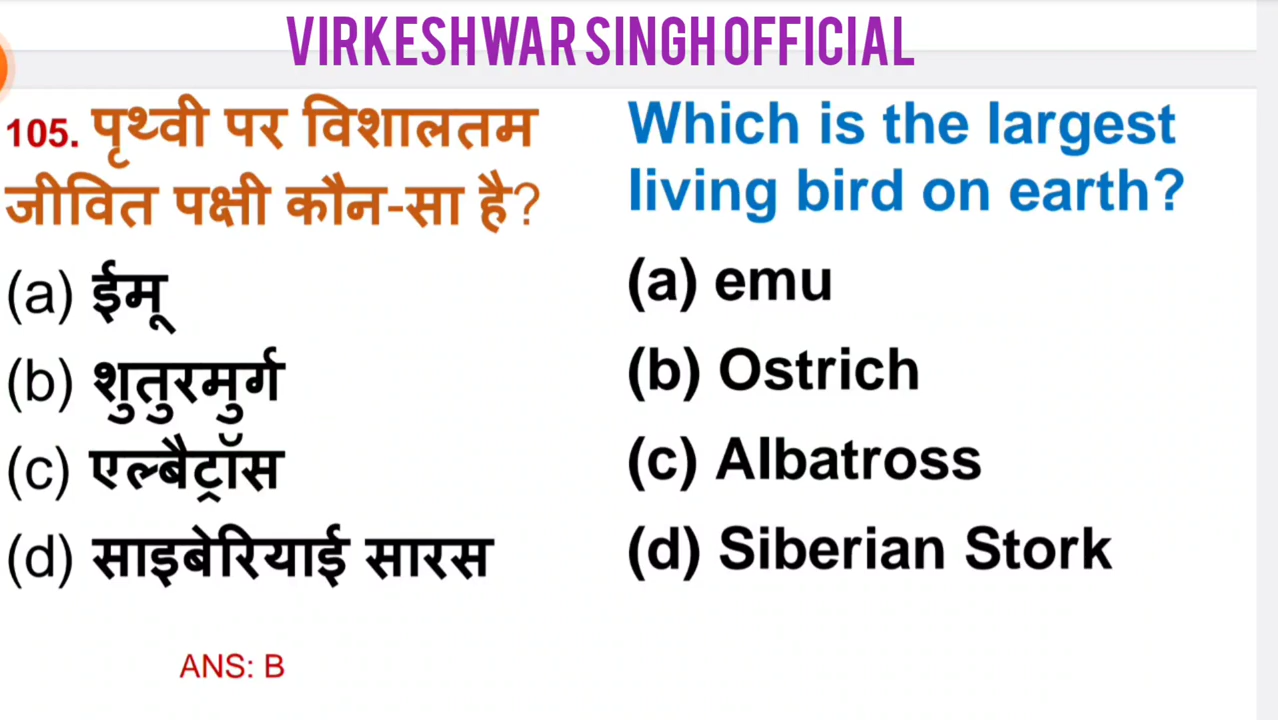 VIRKESHWAR SINGH OFFICIAL
105. पृथ्वी पर विशालतम
जीवित पक्षी कौन-सा है?
(a) ईमू
(b) शुतुरमुर्ग
(c) एल्बैट्रॉस
(d) साइबेरियाई सारस
Which is the largest
living bird on earth?
(a) emu
(b) Ostrich
(c) Albatross
(d) Siberian Stork
ANS: B